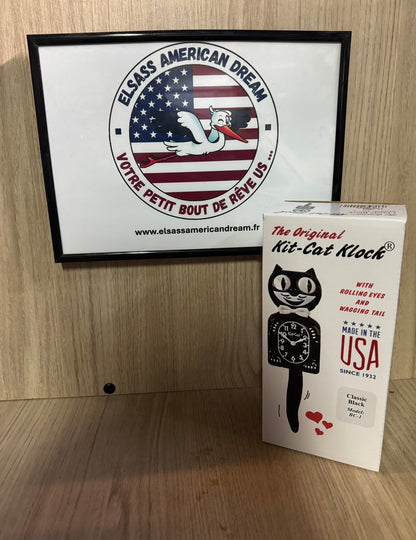 ELSASS AMERICAN DREAM
VOTRE PETIT BOUT DE RÊVE US ...
www.elsassamericandream.fr
The Original
Kit-Cat Klock®
WITH
ROLLING EYES
AND
WAGGING TAIL
MADE IN THE
USA
SINCE 1932
Classic
Black
Model:
BC-1